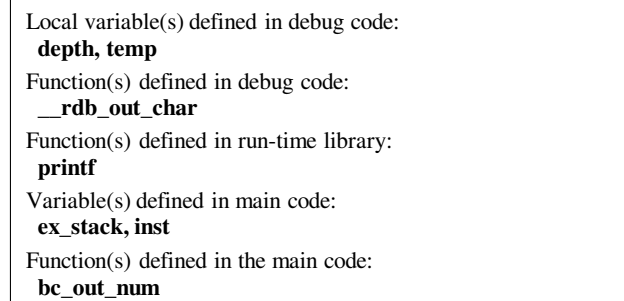 Local variable(s) defined in debug code:
depth, temp
Function(s) defined in debug code:
__rdb_out_char
Function(s) defined in run-time library:
printf
Variable(s) defined in main code:
ex_stack, inst
Function(s) defined in the main code:
bc_out_num